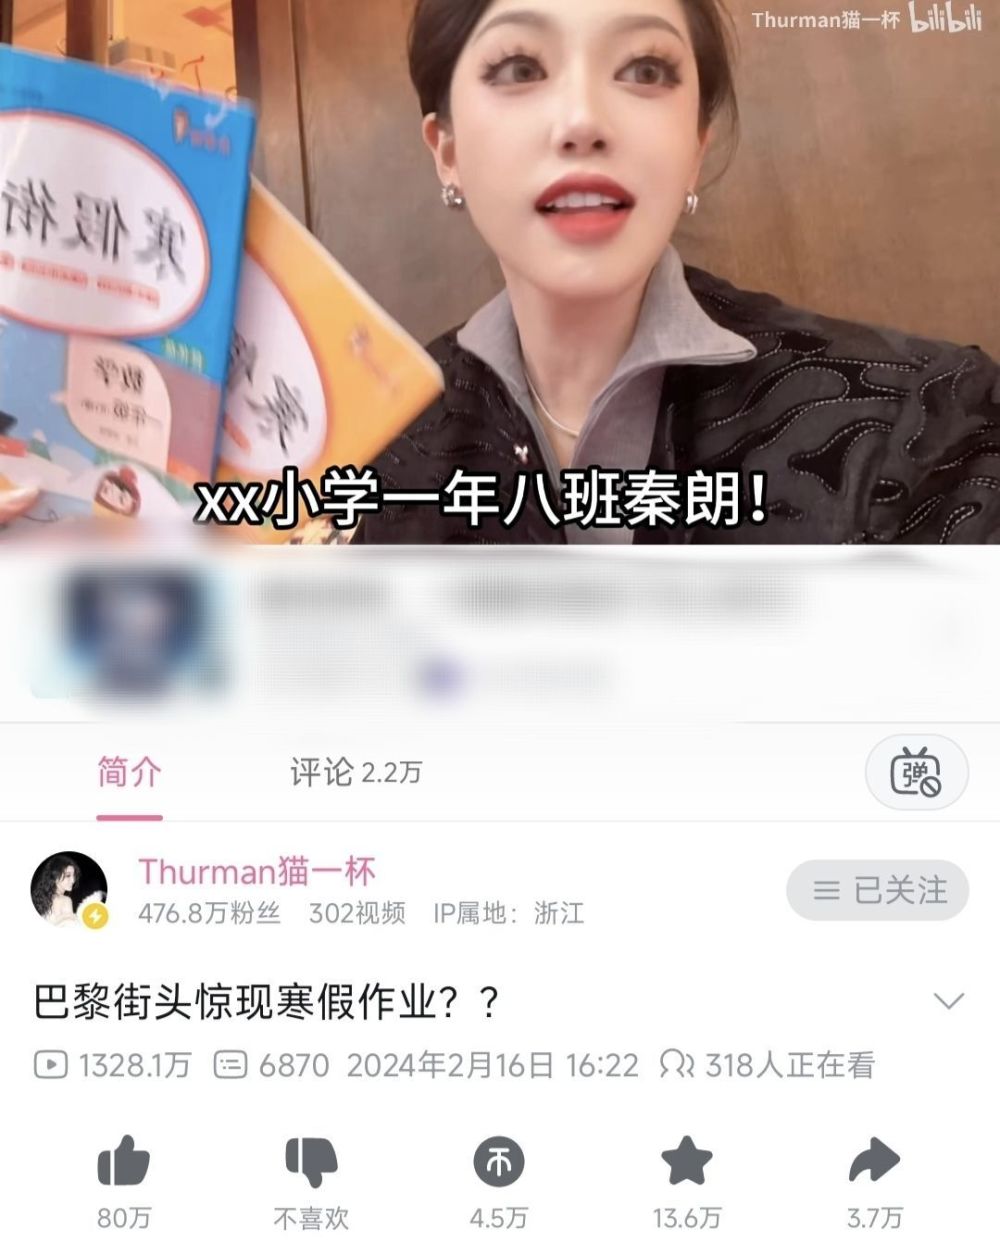 Thurman猫一杯 bilibili
寒假衔
数学
xx小学一年八班秦朗！
简介
评论 2.2万
弹
Thurman猫一杯
476.8万粉丝 302视频 IP属地：浙江
已关注
巴黎街头惊现寒假作业？？
1328.1万 6870 2024年2月16日 16:22 318人正在看
80万 不喜欢 4.5万 13.6万 3.7万